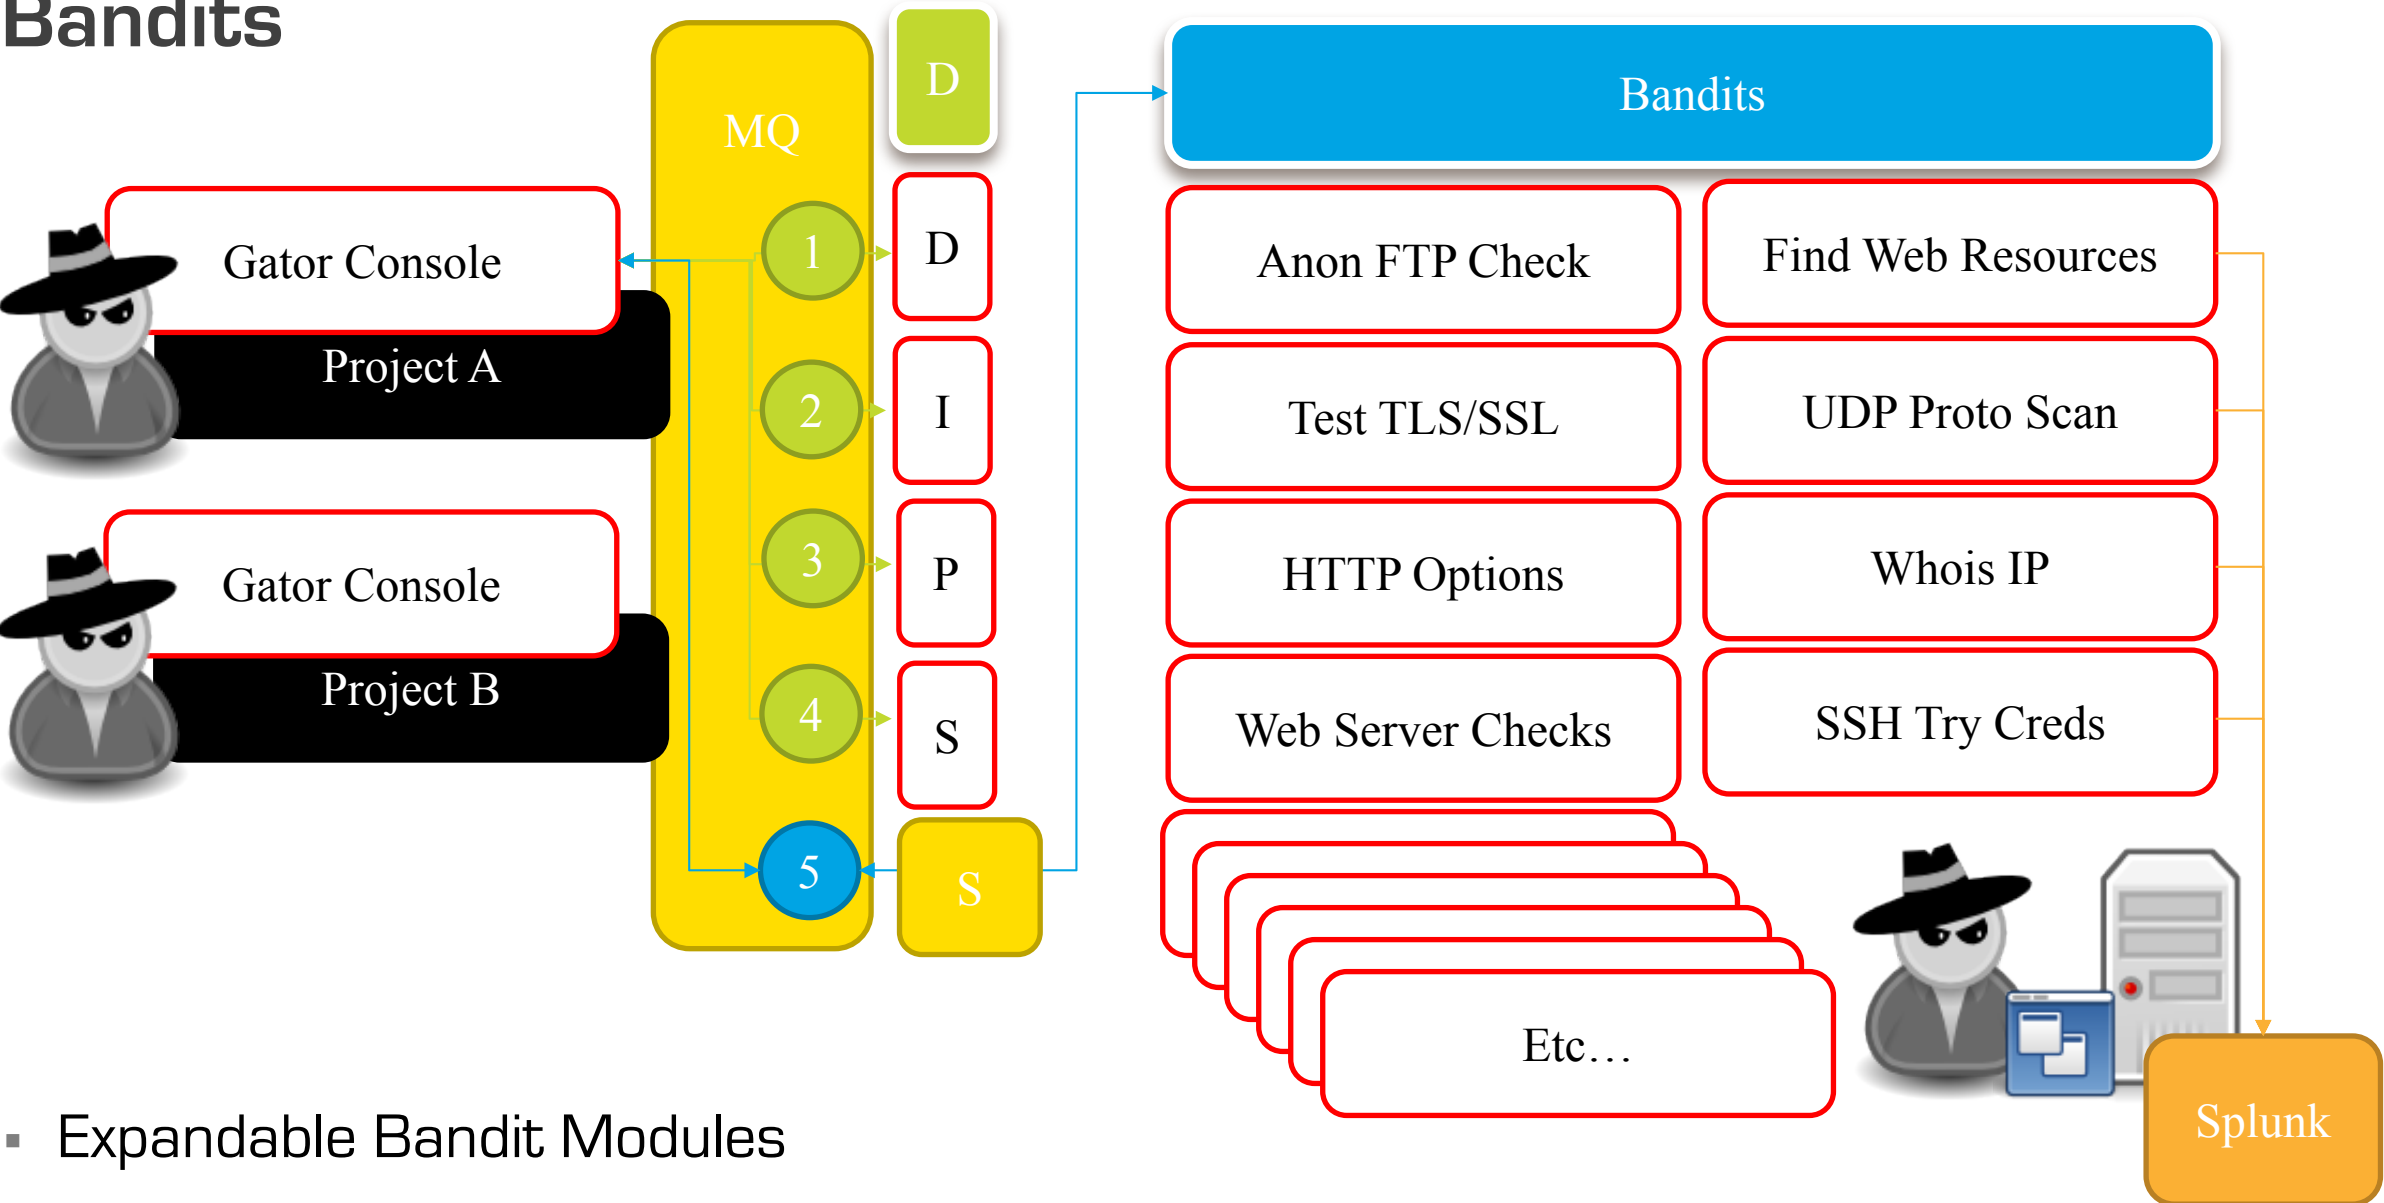 Bandits
MQ
D
Bandits
Gator Console
Project A
Gator Console
Project B
1
2
3
4
5
D
I
P
S
S
Anon FTP Check
Find Web Resources
Test TLS/SSL
UDP Proto Scan
HTTP Options
Whois IP
Web Server Checks
SSH Try Creds
Etc…
Splunk
▪ Expandable Bandit Modules